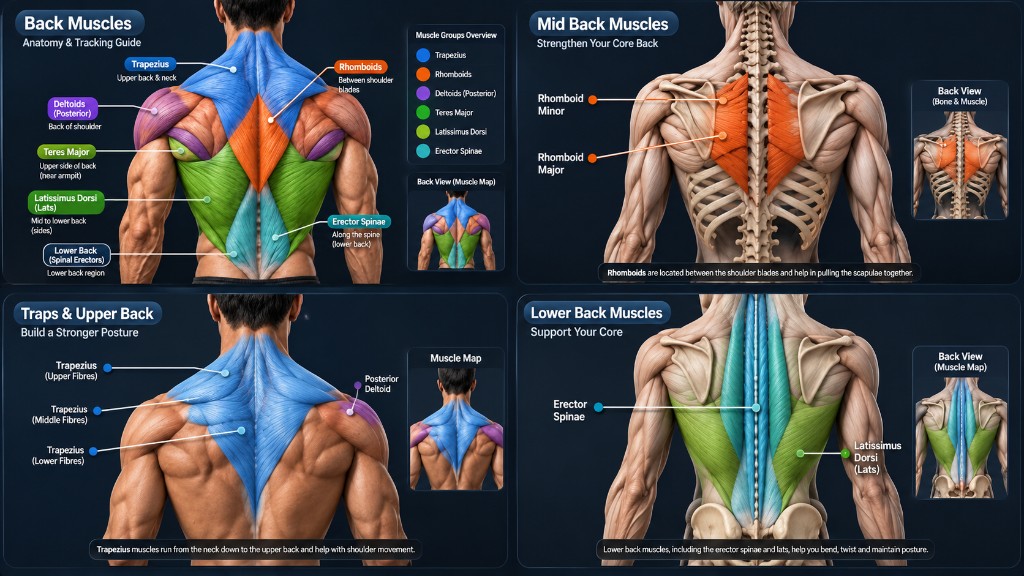 Back Muscles
Anatomy & Tracking Guide
Trapezius
Upper back & neck
Rhomboids
Between shoulder
blades
Deltoids
(Posterior)
Back of shoulder
Teres Major
Upper side of back
(near armpit)
Latissimus Dorsi
(Lats)
Mid to lower back
(sides)
Erector Spinae
Along the spine
(lower back)
Lower Back
(Spinal Erectors)
Lower back region
Muscle Groups Overview
Trapezius
Rhomboids
Deltoids (Posterior)
Teres Major
Latissimus Dorsi
Erector Spinae
Back View (Muscle Map)
Mid Back Muscles
Strengthen Your Core Back
Rhomboid
Minor
Rhomboid
Major
Back View
(Bone & Muscle)
Rhomboids are located between the shoulder blades and help in pulling the scapulae together.
Traps & Upper Back
Build a Stronger Posture
Trapezius
(Upper Fibres)
Trapezius
(Middle Fibres)
Trapezius
(Lower Fibres)
Posterior
Deltoid
Muscle Map
Trapezius muscles run from the neck down to the upper back and help with shoulder movement.
Lower Back Muscles
Support Your Core
Erector
Spinae
Latissimus
Dorsi
(Lats)
Back View
(Muscle Map)
Lower back muscles, including the erector spinae and lats, help you bend, twist and maintain posture.